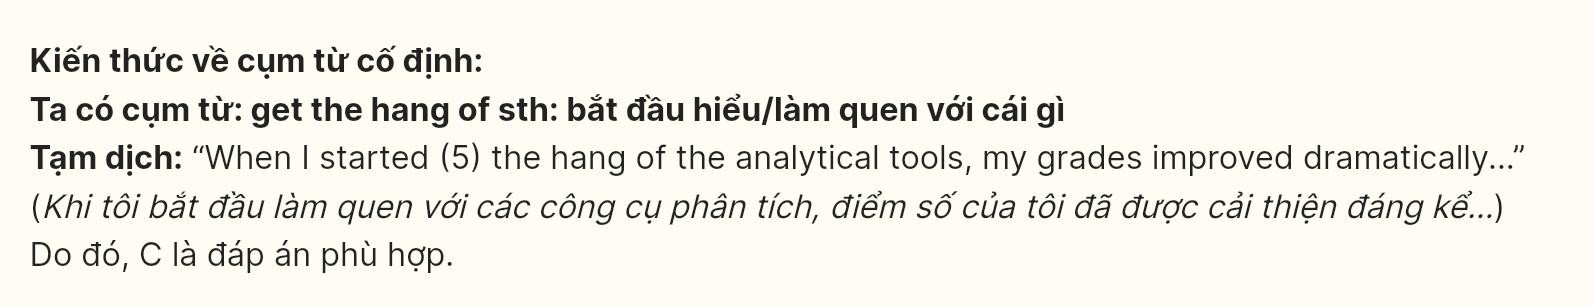 Kiến thức về cụm từ cố định:
Ta có cụm từ: get the hang of sth: bắt đầu hiểu/làm quen với cái gì
Tạm dịch: “When I started (5) the hang of the analytical tools, my grades improved dramatically...”
(Khi tôi bắt đầu làm quen với các công cụ phân tích, điểm số của tôi đã được cải thiện đáng kể...)
Do đó, C là đáp án phù hợp.